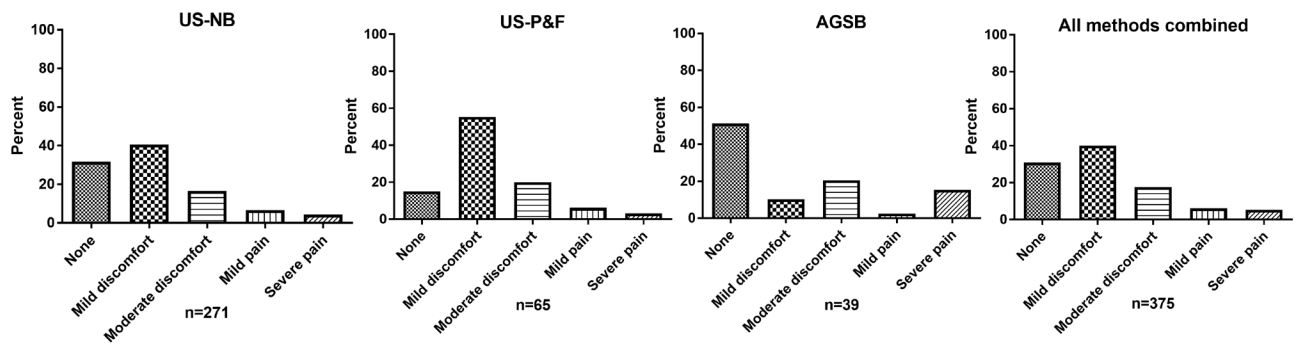 US-NB
Percent
100
80
60
40
20
0
None
Mild discomfort
Moderate discomfort
Mild pain
Severe pain
n=271
US-P&F
Percent
100
80
60
40
20
0
None
Mild discomfort
Moderate discomfort
Mild pain
Severe pain
n=65
AGSB
Percent
100
80
60
40
20
0
None
Mild discomfort
Moderate discomfort
Mild pain
Severe pain
n=39
All methods combined
Percent
100
80
60
40
20
0
None
Mild discomfort
Moderate discomfort
Mild pain
Severe pain
n=375